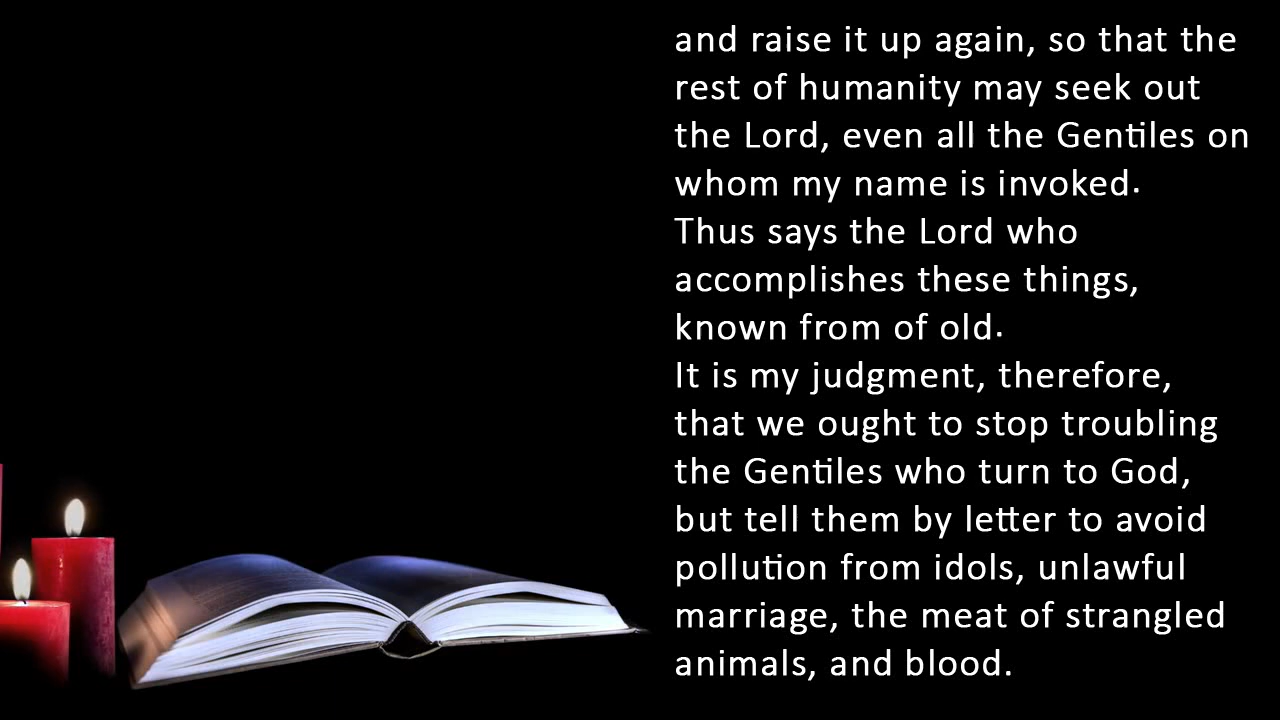 and raise it up again, so that the
rest of humanity may seek out
the Lord, even all the Gentiles on
whom my name is invoked.
Thus says the Lord who
accomplishes these things,
known from of old.
It is my judgment, therefore,
that we ought to stop troubling
the Gentiles who turn to God,
but tell them by letter to avoid
pollution from idols, unlawful
marriage, the meat of strangled
animals, and blood.